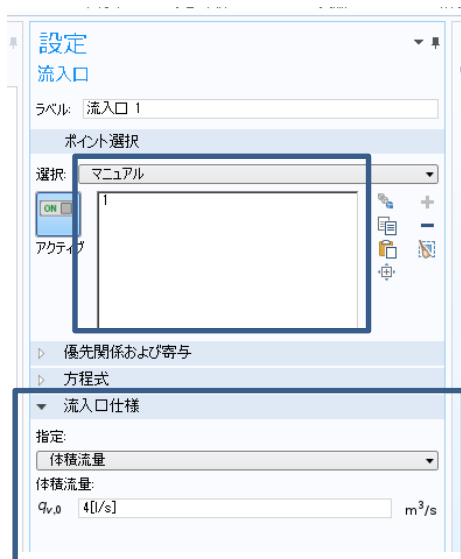 設定
流入口
ラベル: 流入口 1
ポイント選択
選択: マニュアル
ON
1
アクティブ
優先関係および寄与
方程式
流入口仕様
指定:
体積流量
体積流量:
qv,0 4[l/s] m³/s